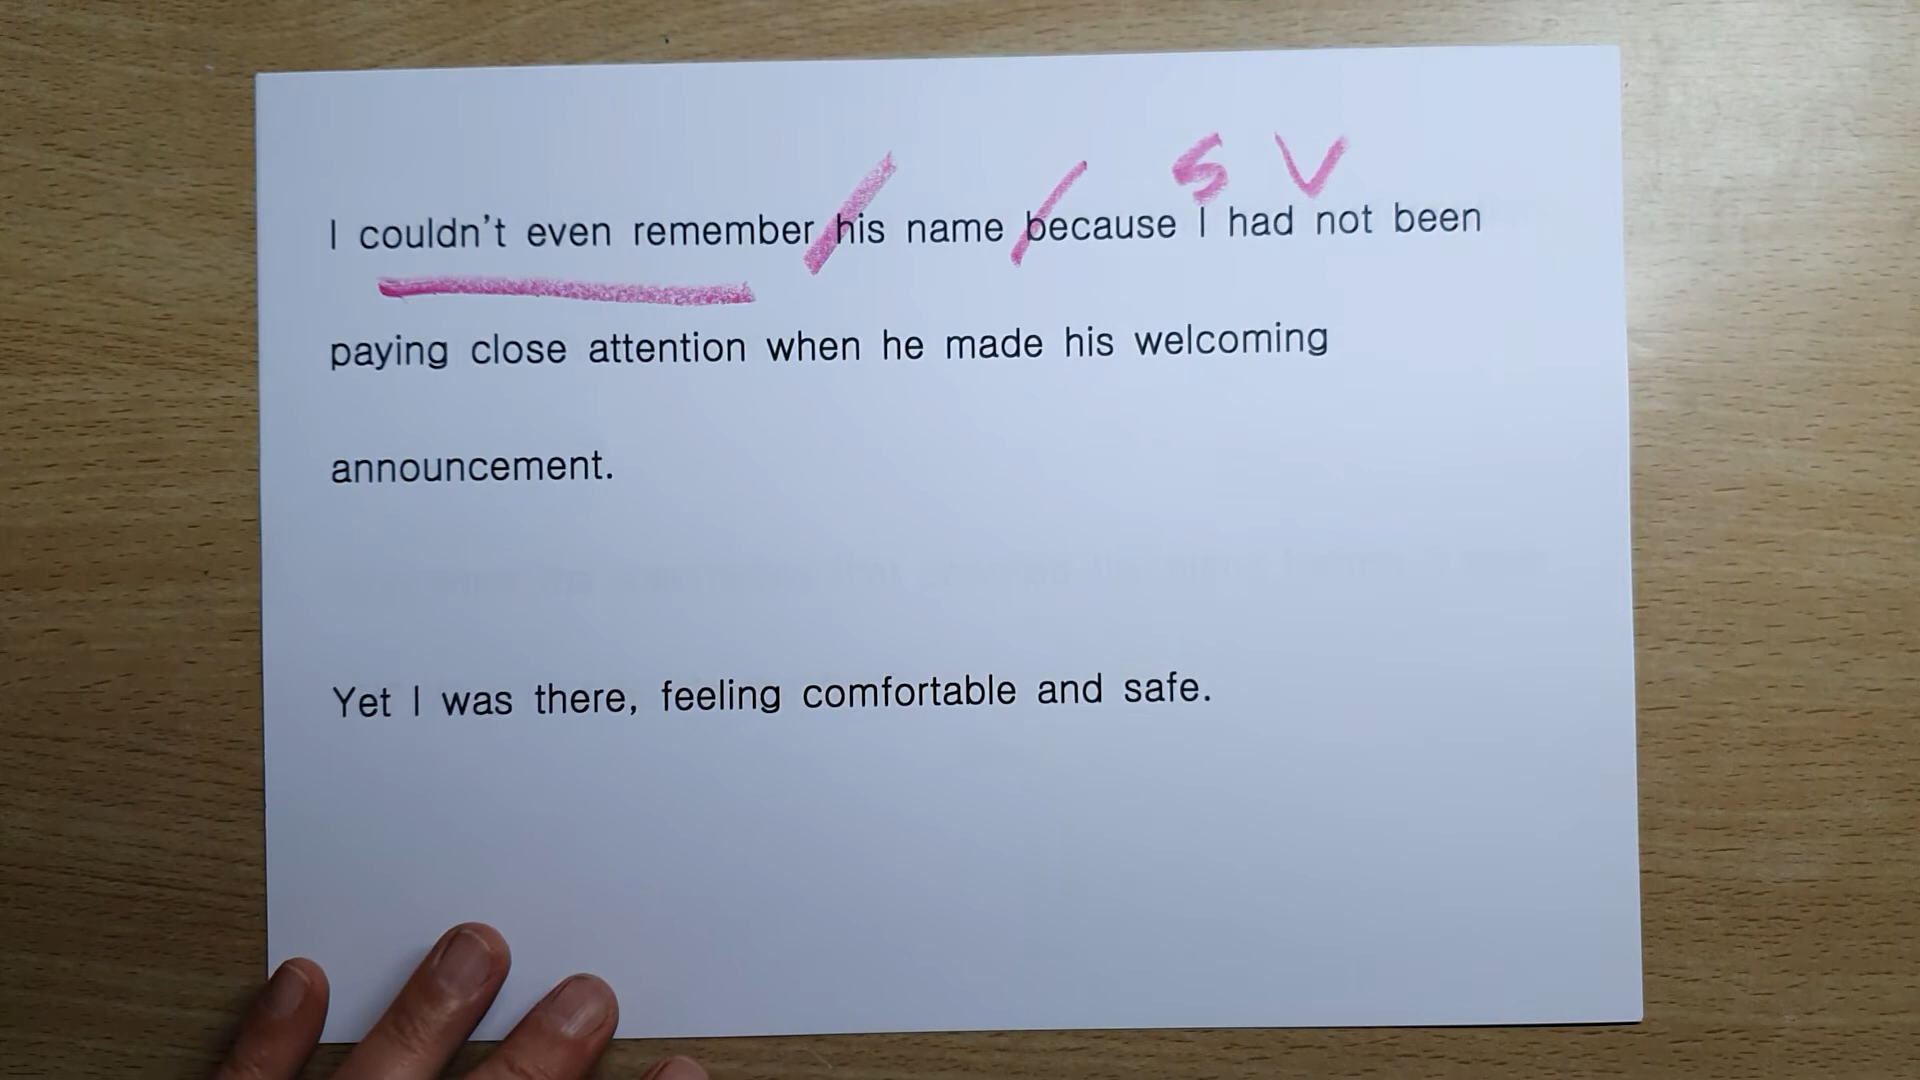 S V
I couldn't even remember his name because I had not been
paying close attention when he made his welcoming
announcement.
Yet I was there, feeling comfortable and safe.